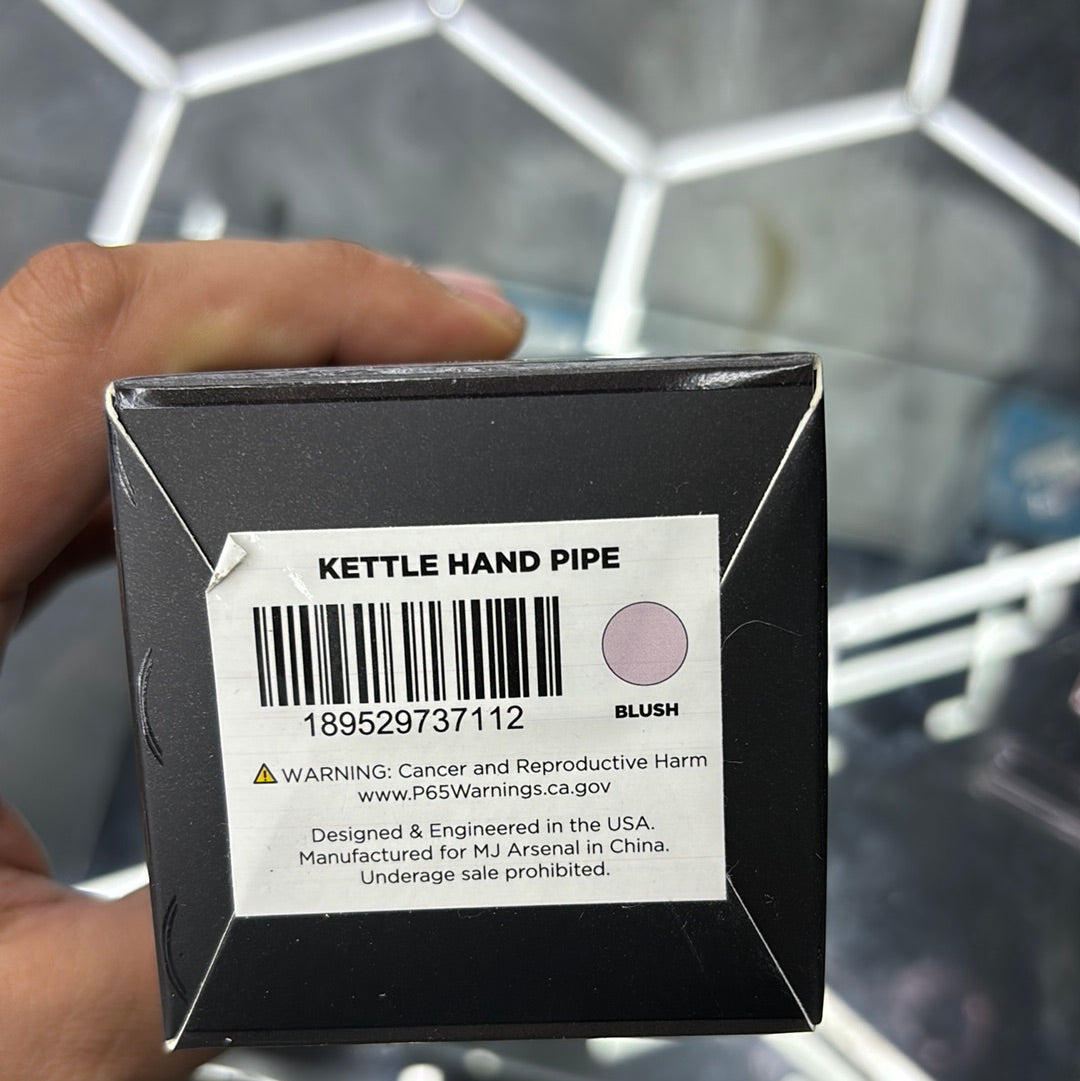 KETTLE HAND PIPE
189529737112
BLUSH
WARNING: Cancer and Reproductive Harm
www.P65Warnings.ca.gov
Designed & Engineered in the USA.
Manufactured for MJ Arsenal in China.
Underage sale prohibited.